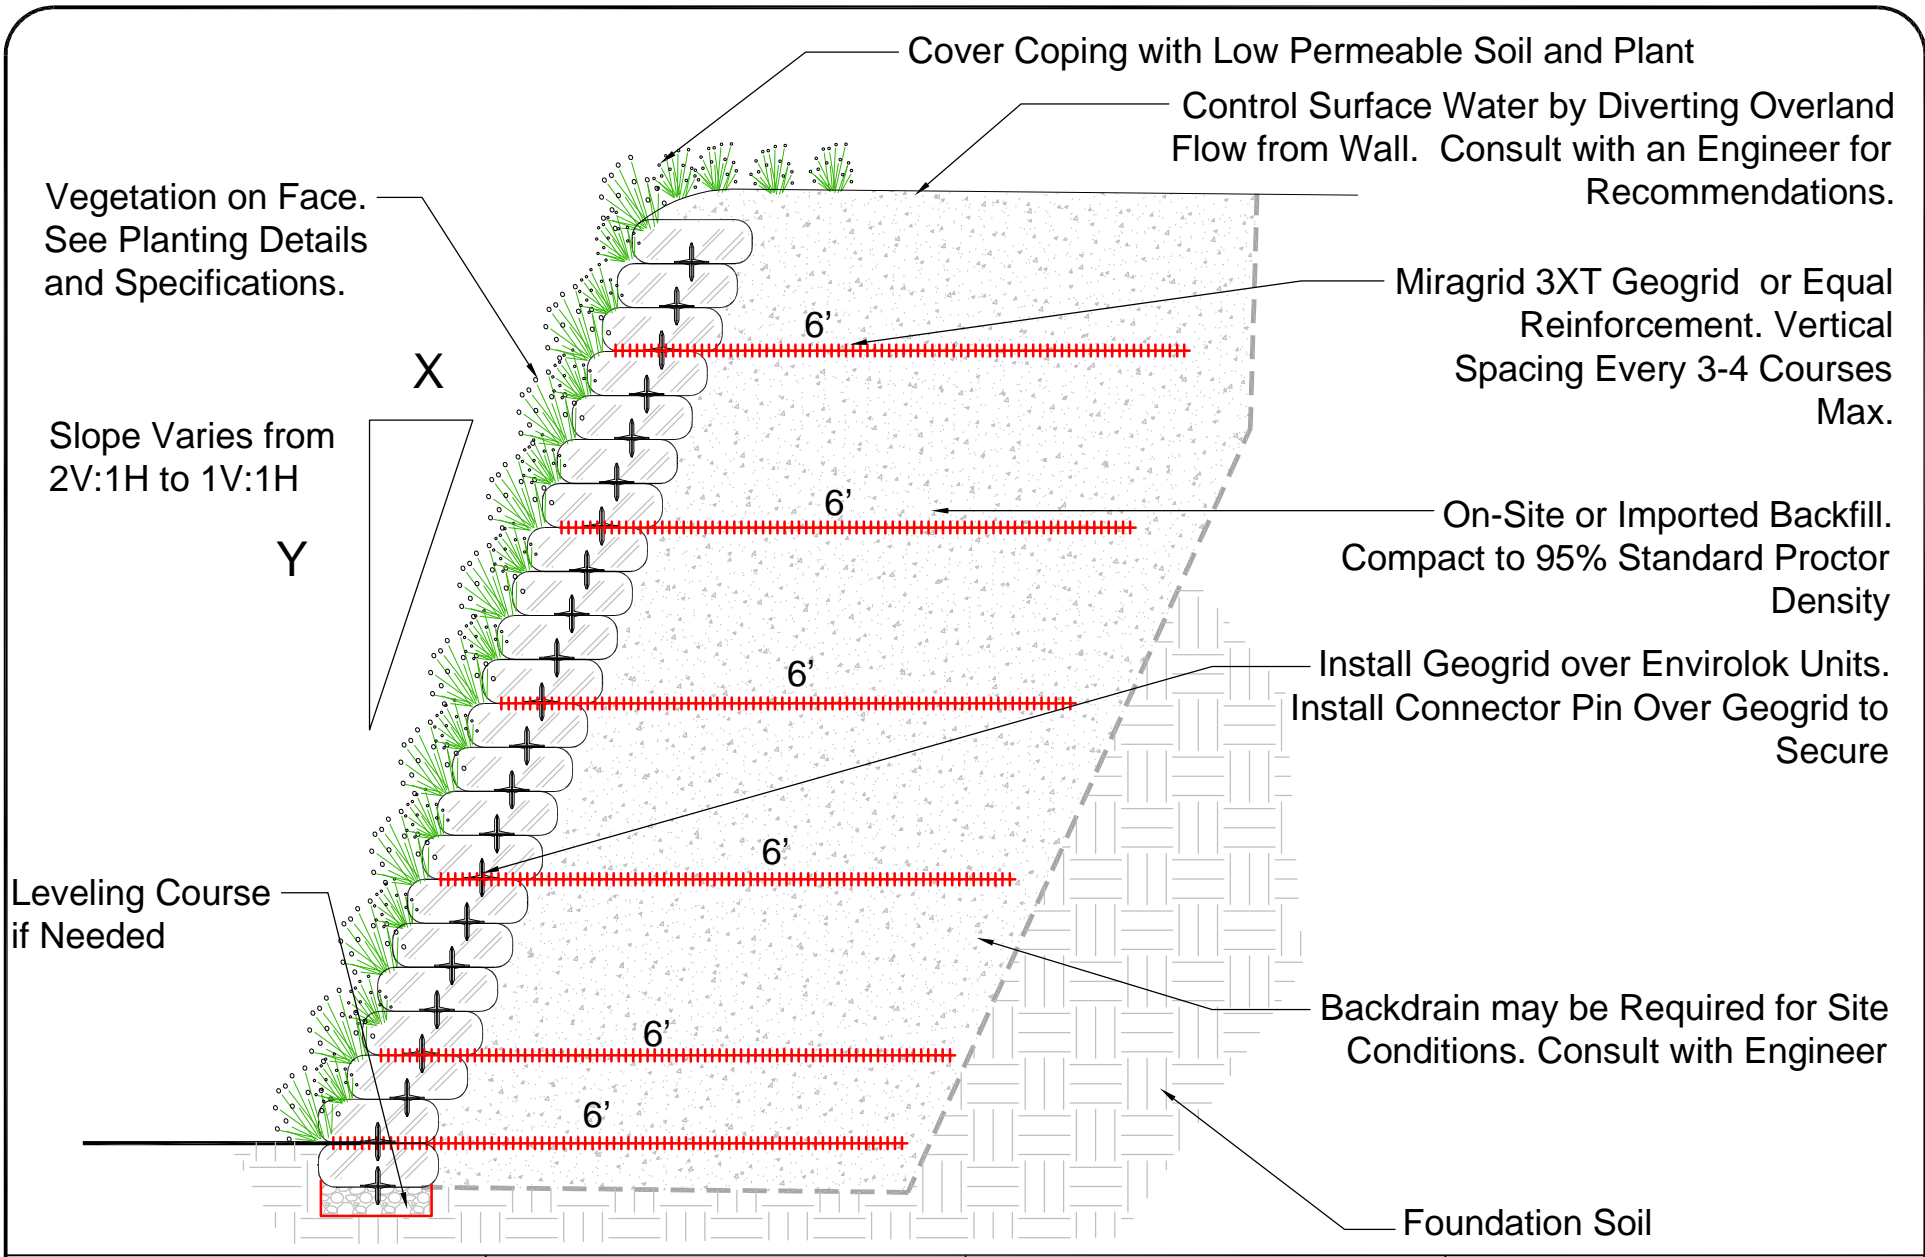 Cover Coping with Low Permeable Soil and Plant
Control Surface Water by Diverting Overland
Flow from Wall.  Consult with an Engineer for
Recommendations.
Vegetation on Face.
See Planting Details
and Specifications.
Miragrid 3XT Geogrid  or Equal
Reinforcement. Vertical
Spacing Every 3-4 Courses
Max.
6'
X
Slope Varies from
2V:1H to 1V:1H
Y
6'
On-Site or Imported Backfill.
Compact to 95% Standard Proctor
Density
6'
Install Geogrid over Envirolok Units.
Install Connector Pin Over Geogrid to
Secure
6'
Leveling Course
if Needed
6'
Backdrain may be Required for Site
Conditions. Consult with Engineer
6'
Foundation Soil